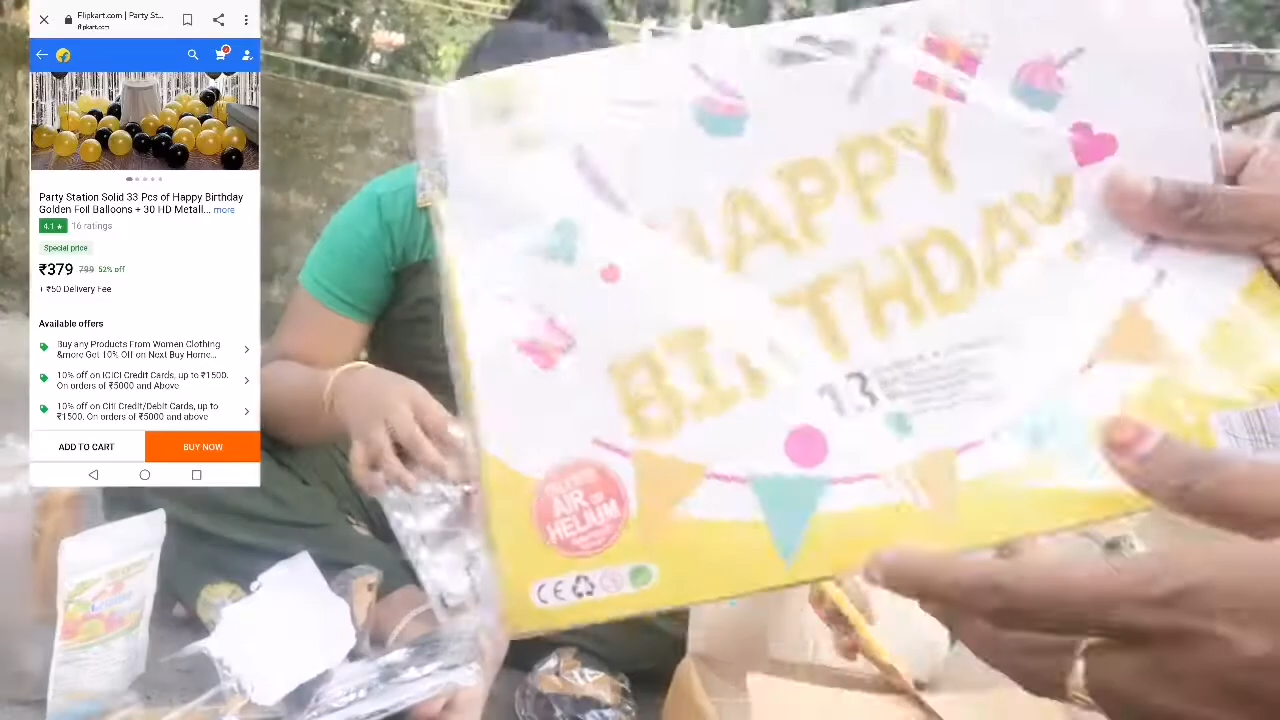 Flipkart.com | Party St...
flipkart.com
Party Station Solid 33 Pcs of Happy Birthday
Golden Foil Balloons + 30 HD Metall... more
4.1 ★ 16 ratings
Special price
₹379 799 52% off
+ ₹50 Delivery Fee
Available offers
Buy any Products From Women Clothing
&more Get 10% Off on Next Buy Home...
10% off on ICICI Credit Cards, up to ₹1500.
On orders of ₹5000 and Above
10% off on Citi Credit/Debit Cards, up to
₹1500. On orders of ₹5000 and above
ADD TO CART
BUY NOW
HAPPY
BIRTHDAY
13
AIR OR
HELIUM
CE